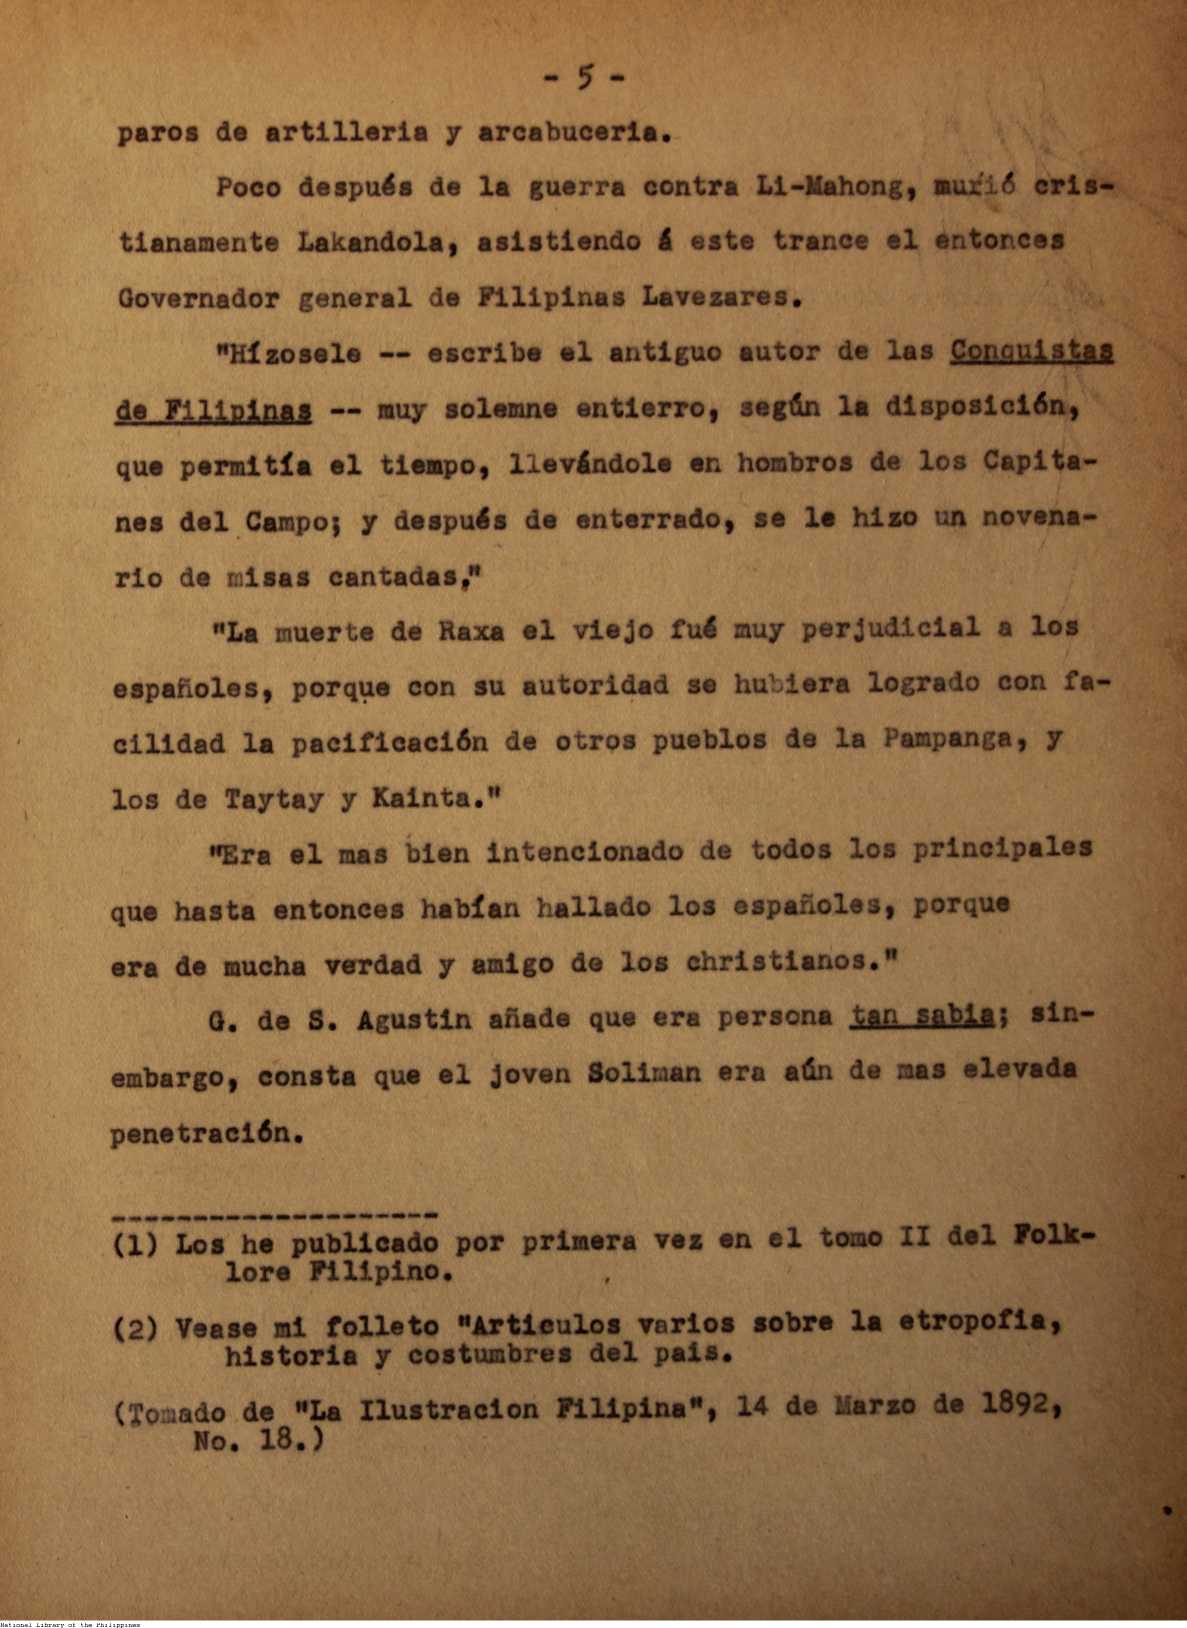 - 5 -
paros de artilleria y arcabuceria.
Poco después de la guerra contra Li-Mahong, murió cris-
tianamente Lakandola, asistiendo á este trance el entonces
Governador general de Filipinas Lavezares.
"Hízosele -- escribe el antiguo autor de las Conquistas
de Filipinas -- muy solemne entierro, según la disposición,
que permitía el tiempo, llevándole en hombros de los Capita-
nes del Campo; y después de enterrado, se le hizo un novena-
rio de misas cantadas."
"La muerte de Raxa el viejo fué muy perjudicial a los
españoles, porque con su autoridad se hubiera logrado con fa-
cilidad la pacificación de otros pueblos de la Pampanga, y
los de Taytay y Kainta."
"Era el mas bien intencionado de todos los principales
que hasta entonces habían hallado los españoles, porque
era de mucha verdad y amigo de los christianos."
G. de S. Agustin añade que era persona tan sabia; sin-
embargo, consta que el joven Soliman era aún de mas elevada
penetración.
--------------------
(1) Los he publicado por primera vez en el tomo II del Folk-
lore Filipino.
(2) Vease mi folleto "Articulos varios sobre la etropofia,
historia y costumbres del pais.
(Tomado de "La Ilustracion Filipina", 14 de Marzo de 1892,
No. 18.)
National Library of the Philippines